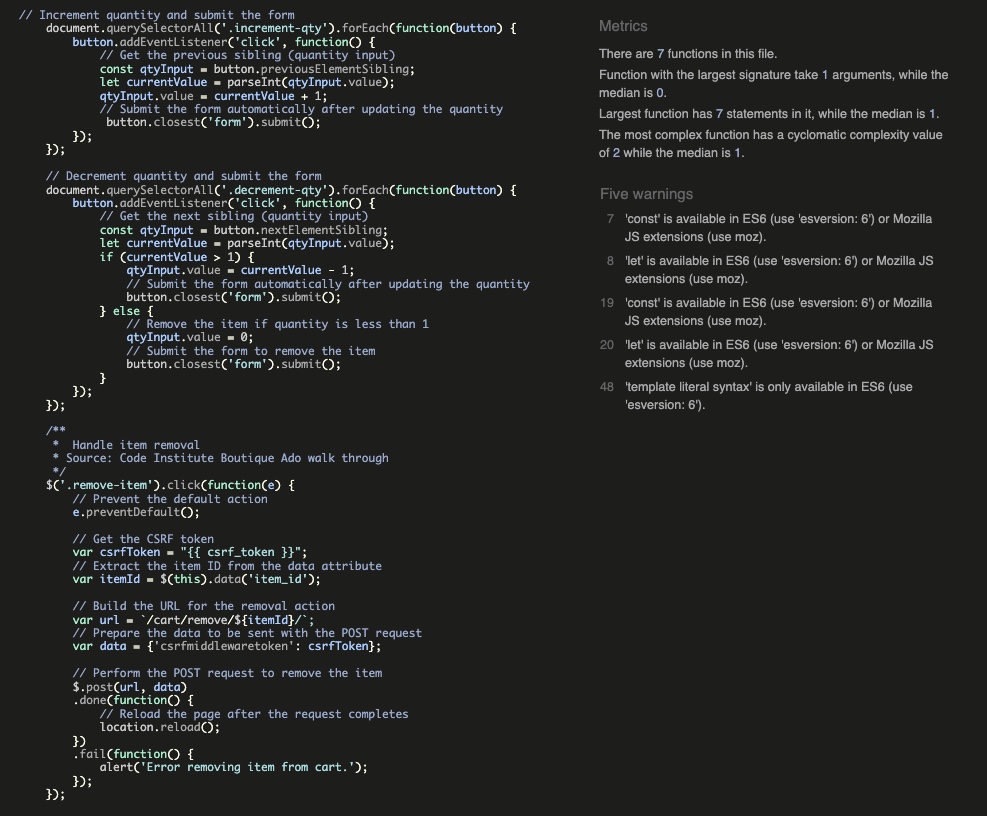 // Increment quantity and submit the form
document.querySelectorAll('.increment-qty').forEach(function(button) {
button.addEventListener('click', function() {
// Get the previous sibling (quantity input)
const qtyInput = button.previousElementSibling;
let currentValue = parseInt(qtyInput.value);
qtyInput.value = currentValue + 1;
// Submit the form automatically after updating the quantity
button.closest('form').submit();
});
});
// Decrement quantity and submit the form
document.querySelectorAll('.decrement-qty').forEach(function(button) {
button.addEventListener('click', function() {
// Get the next sibling (quantity input)
const qtyInput = button.nextElementSibling;
let currentValue = parseInt(qtyInput.value);
if (currentValue > 1) {
qtyInput.value = currentValue - 1;
// Submit the form automatically after updating the quantity
button.closest('form').submit();
} else {
// Remove the item if quantity is less than 1
qtyInput.value = 0;
// Submit the form to remove the item
button.closest('form').submit();
}
});
});
/**
*  Handle item removal
* Source: Code Institute Boutique Ado walk through
*/
$('.remove-item').click(function(e) {
// Prevent the default action
e.preventDefault();
// Get the CSRF token
var csrfToken = "{{ csrf_token }}";
// Extract the item ID from the data attribute
var itemId = $(this).data('item_id');
// Build the URL for the removal action
var url = `/cart/remove/${itemId}/`;
// Prepare the data to be sent with the POST request
var data = {'csrfmiddlewaretoken': csrfToken};
// Perform the POST request to remove the item
$.post(url, data)
.done(function() {
// Reload the page after the request completes
location.reload();
})
.fail(function() {
alert('Error removing item from cart.');
});
});
Metrics
There are 7 functions in this file.
Function with the largest signature take 1 arguments, while the
median is 0.
Largest function has 7 statements in it, while the median is 1.
The most complex function has a cyclomatic complexity value
of 2 while the median is 1.
Five warnings
7 'const' is available in ES6 (use 'esversion: 6') or Mozilla
JS extensions (use moz).
8 'let' is available in ES6 (use 'esversion: 6') or Mozilla JS
extensions (use moz).
19 'const' is available in ES6 (use 'esversion: 6') or Mozilla
JS extensions (use moz).
20 'let' is available in ES6 (use 'esversion: 6') or Mozilla JS
extensions (use moz).
48 'template literal syntax' is only available in ES6 (use
'esversion: 6').